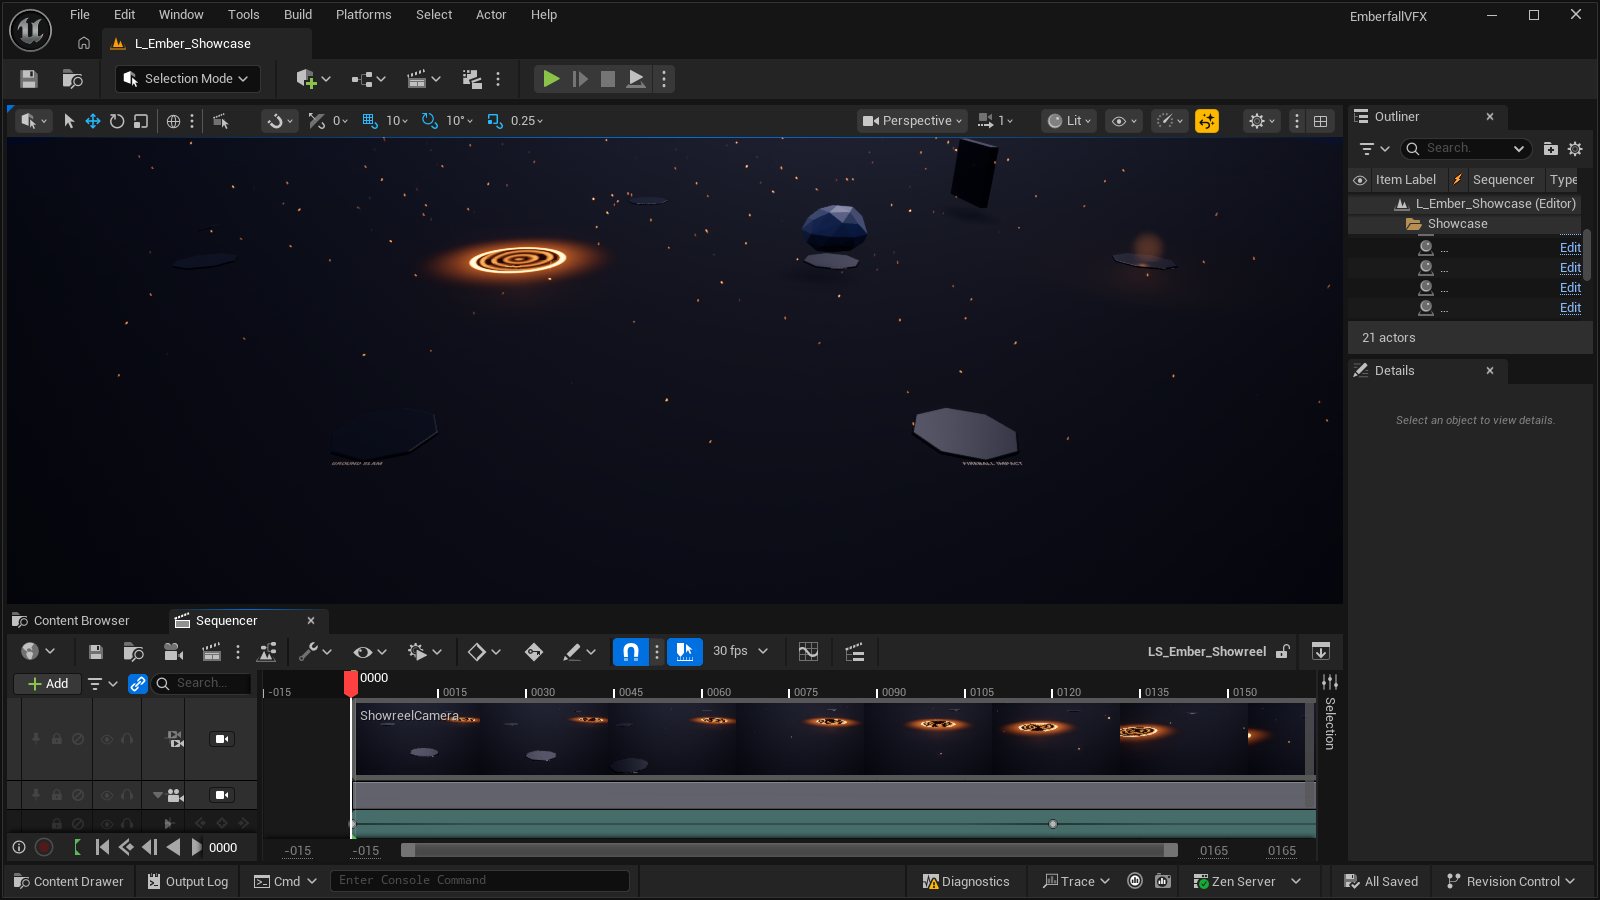 File Edit Window Tools Build Platforms Select Actor Help
EmberfallVFX
L_Ember_Showcase
Selection Mode
0 10 10° 0.25
Perspective 1 Lit
GROUND SLAM
FIREBALL IMPACT
Outliner
Search.
Item Label Sequencer Type
L_Ember_Showcase (Editor)
Showcase
... Edit
... Edit
... Edit
... Edit
21 actors
Details
Select an object to view details.
Content Browser Sequencer
30 fps
LS_Ember_Showreel
Add Search...
0000
-015 0015 0030 0045 0060 0075 0090 0105 0120 0135 0150
ShowreelCamera
Selection
0000
-015 -015 0165 0165
Content Drawer Output Log Cmd Enter Console Command
Diagnostics Trace Zen Server All Saved Revision Control